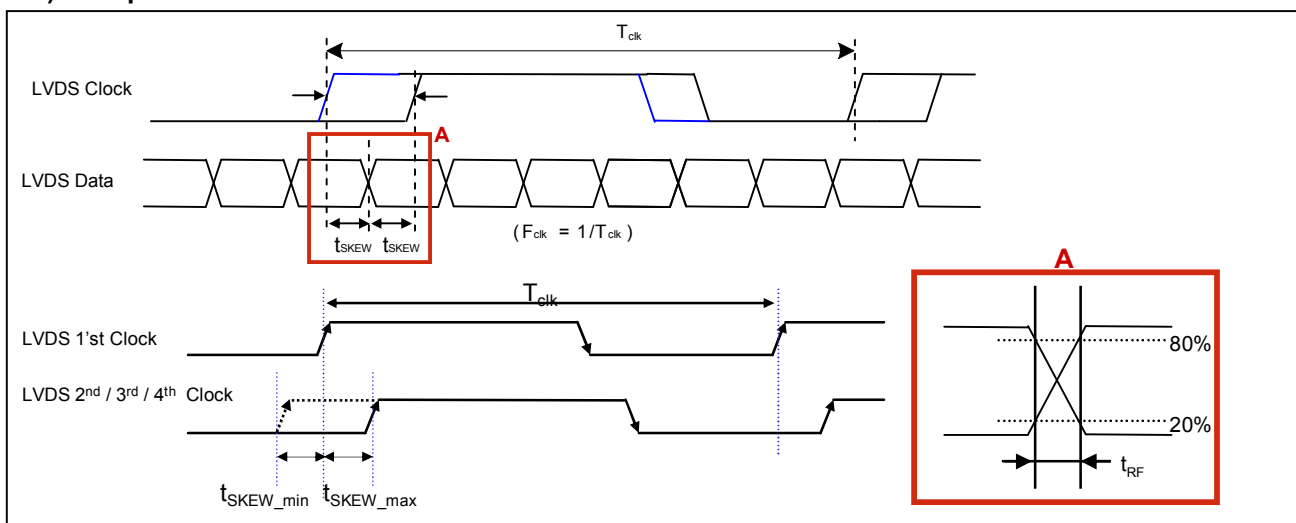 Tclk
LVDS Clock
A
LVDS Data
tSKEW tSKEW
( Fclk = 1/Tclk )
A
Tclk
LVDS 1'st Clock
80%
LVDS 2nd / 3rd / 4th Clock
20%
tRF
tSKEW_min tSKEW_max